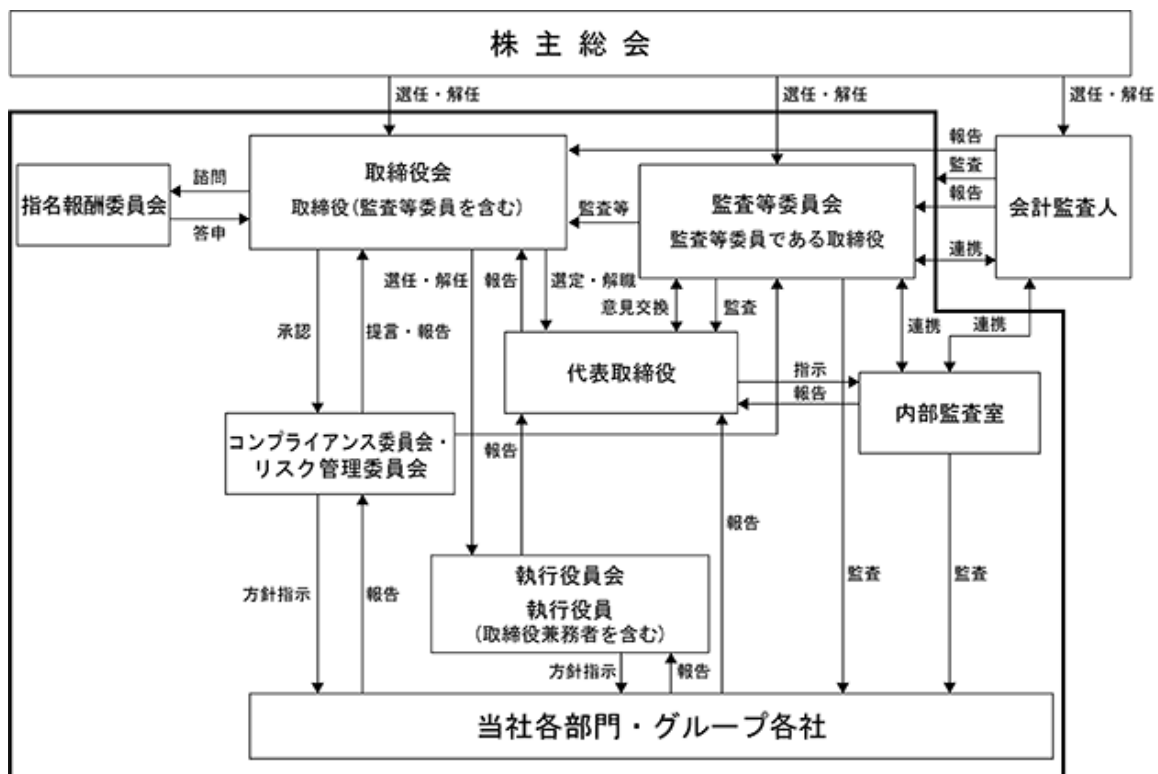 株主総会
選任・解任
選任・解任
選任・解任
取締役会
取締役(監査等委員を含む)
指名報酬委員会
諮問
答申
監査等
監査等委員会
監査等委員である取締役
報告
監査
報告
連携
会計監査人
選任・解任
報告
選定・解職
意見交換
監査
連携
連携
承認
提言・報告
代表取締役
指示
報告
内部監査室
コンプライアンス委員会・
リスク管理委員会
報告
報告
執行役員会
執行役員
(取締役兼務者を含む)
方針指示
報告
監査
監査
方針指示
報告
当社各部門・グループ各社